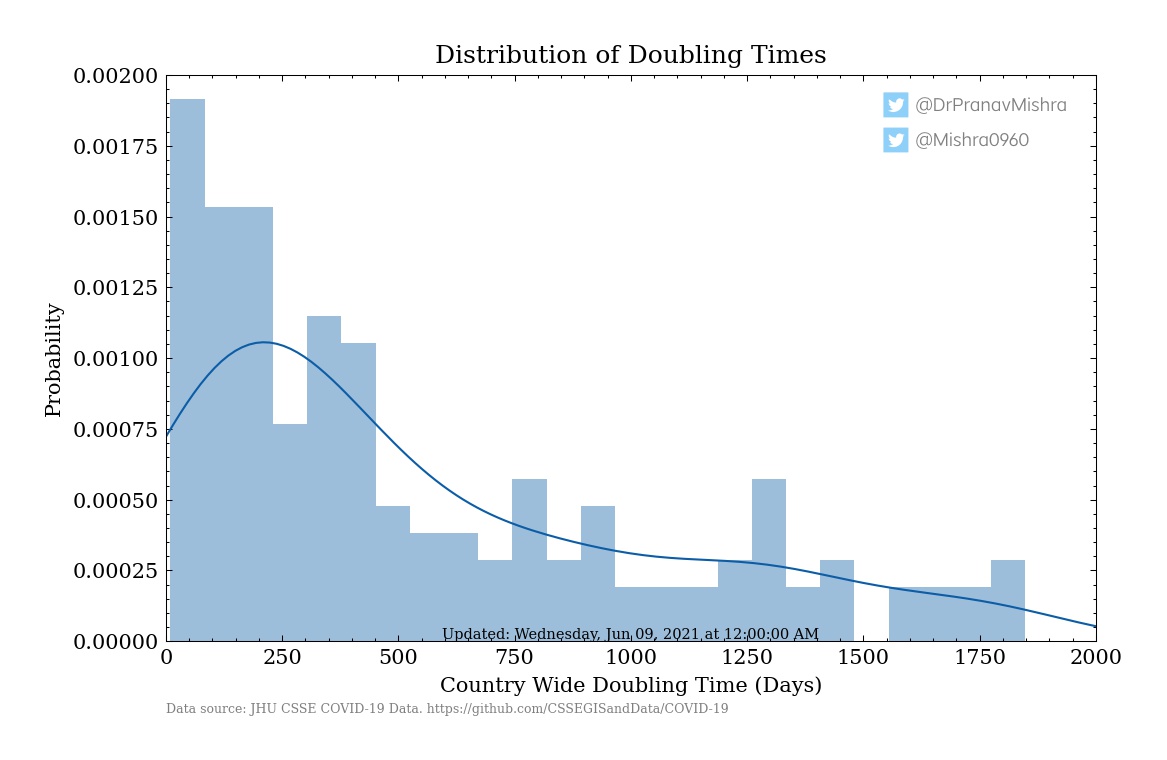 Distribution of Doubling Times
@DrPranavMishra
@Mishra0960
0.00200
0.00175
0.00150
0.00125
0.00100
0.00075
0.00050
0.00025
0.00000
Probability
Updated: Wednesday, Jun 09, 2021 at 12:00:00 AM
0 250 500 750 1000 1250 1500 1750 2000
Country Wide Doubling Time (Days)
Data source: JHU CSSE COVID-19 Data. https://github.com/CSSEGISandData/COVID-19